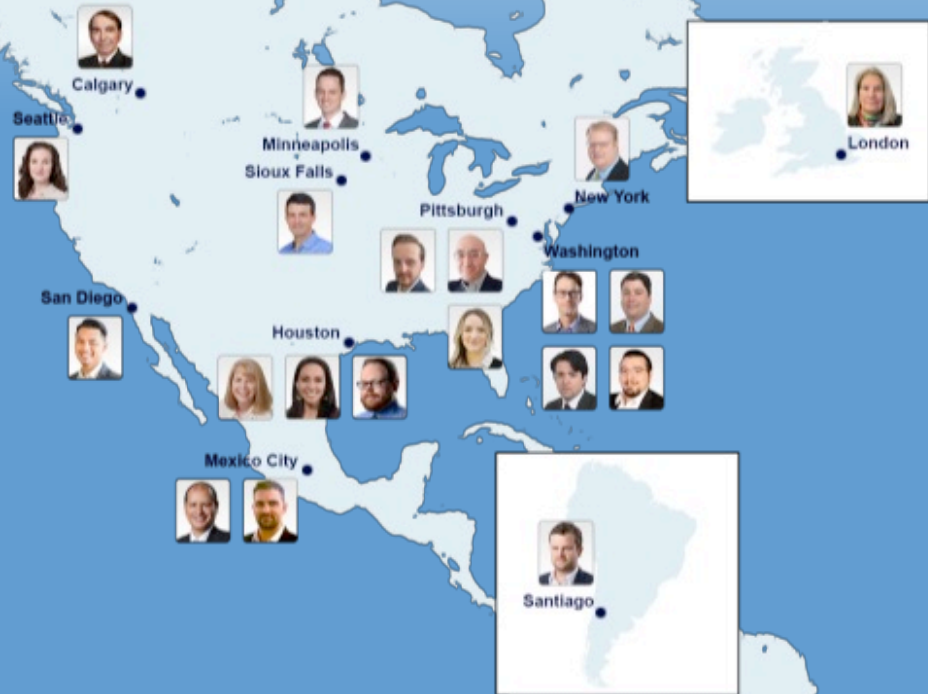 Calgary
Seattle
Minneapolis
Sioux Falls
Pittsburgh
New York
London
Washington
San Diego
Houston
Mexico City
Santiago